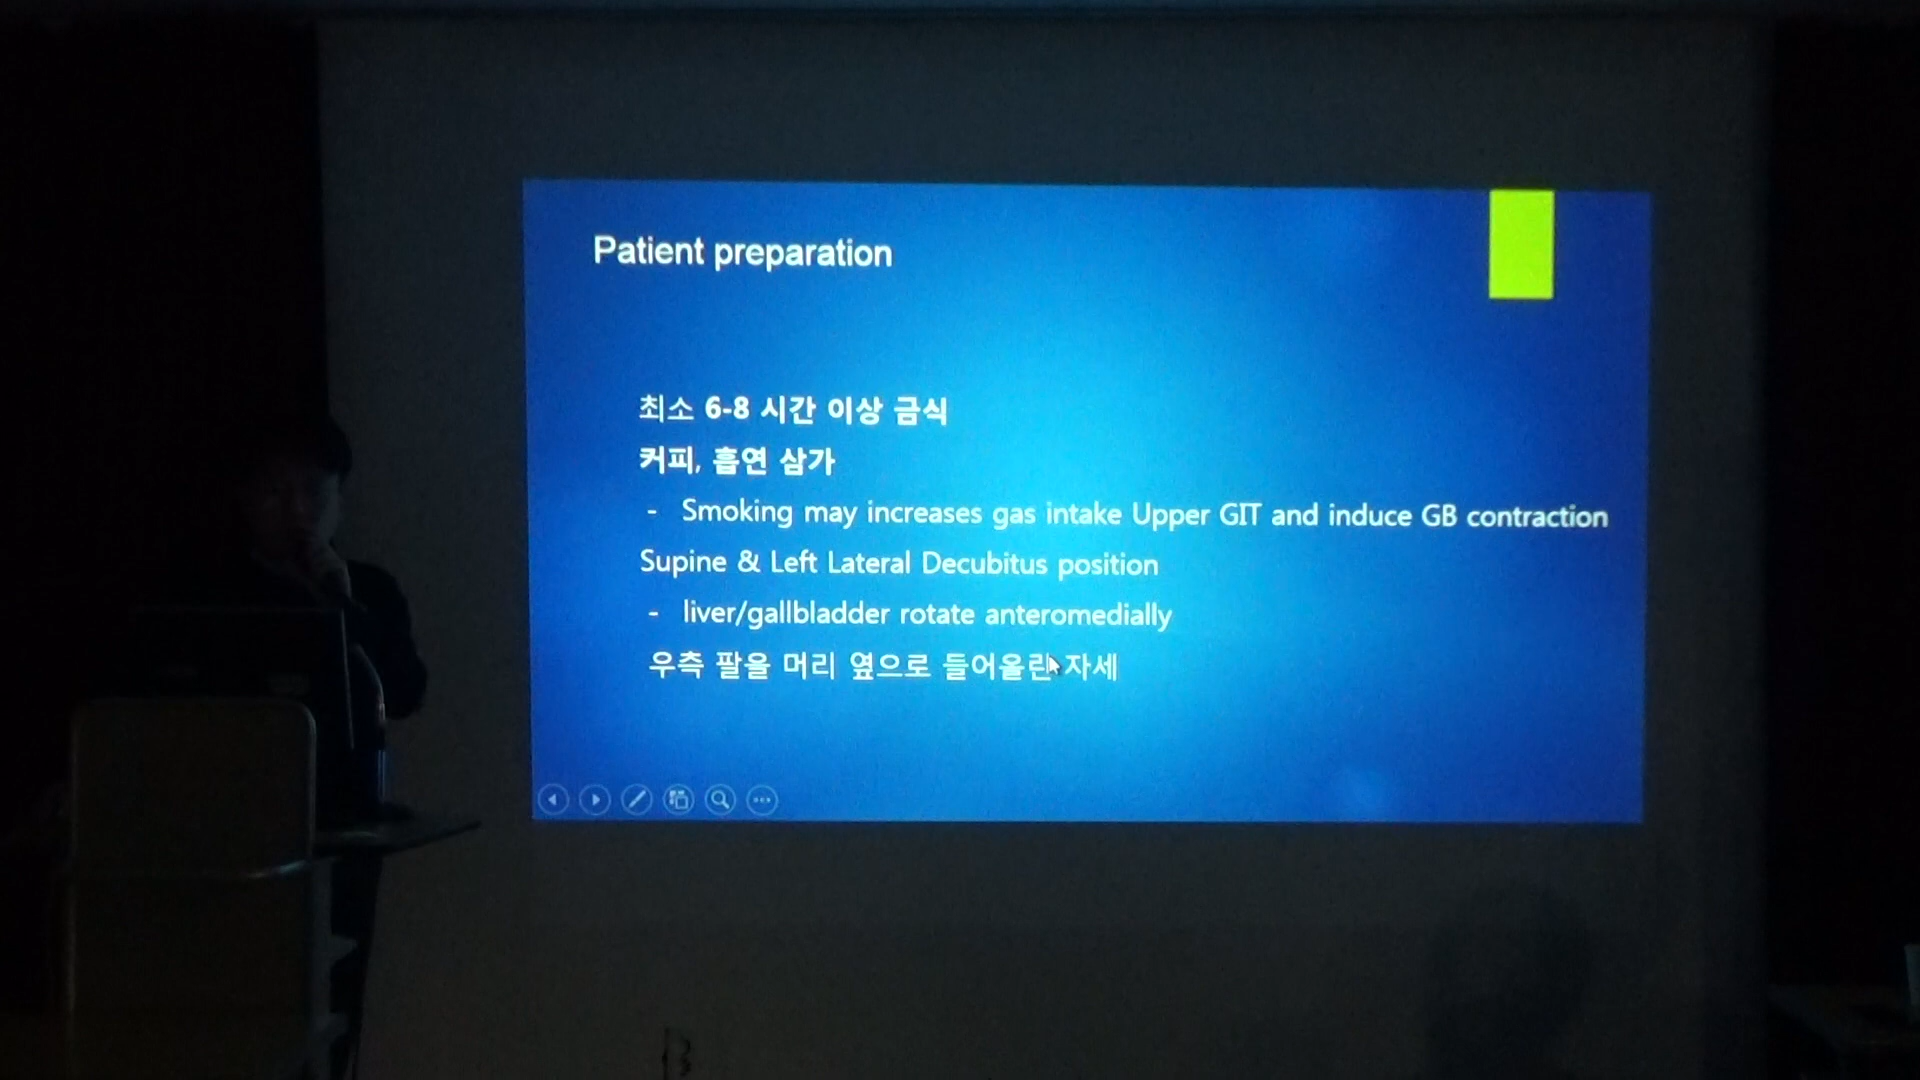 Patient preparation
최소 6-8 시간 이상 금식
커피, 흡연 삼가
- Smoking may increases gas intake Upper GIT and induce GB contraction
Supine & Left Lateral Decubitus position
- liver/gallbladder rotate anteromedially
우측 팔을 머리 옆으로 들어올린 자세